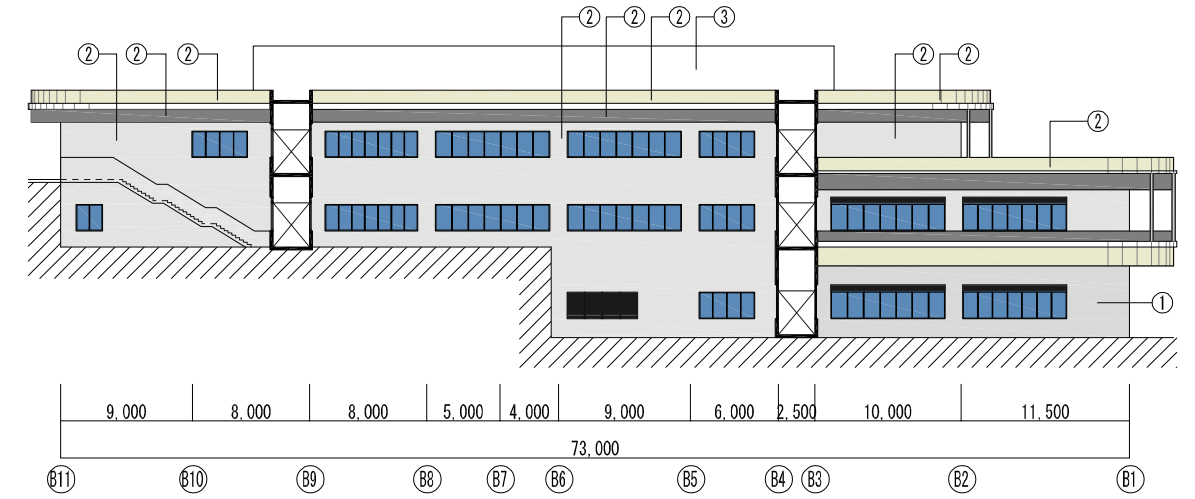 ② ② ② ③
② ② ② ②
②
①
9,000 8,000 8,000 5,000 4,000 9,000 6,000 2,500 10,000 11,500
73,000
B11 B10 B9 B8 B7 B6 B5 B4 B3 B2 B1